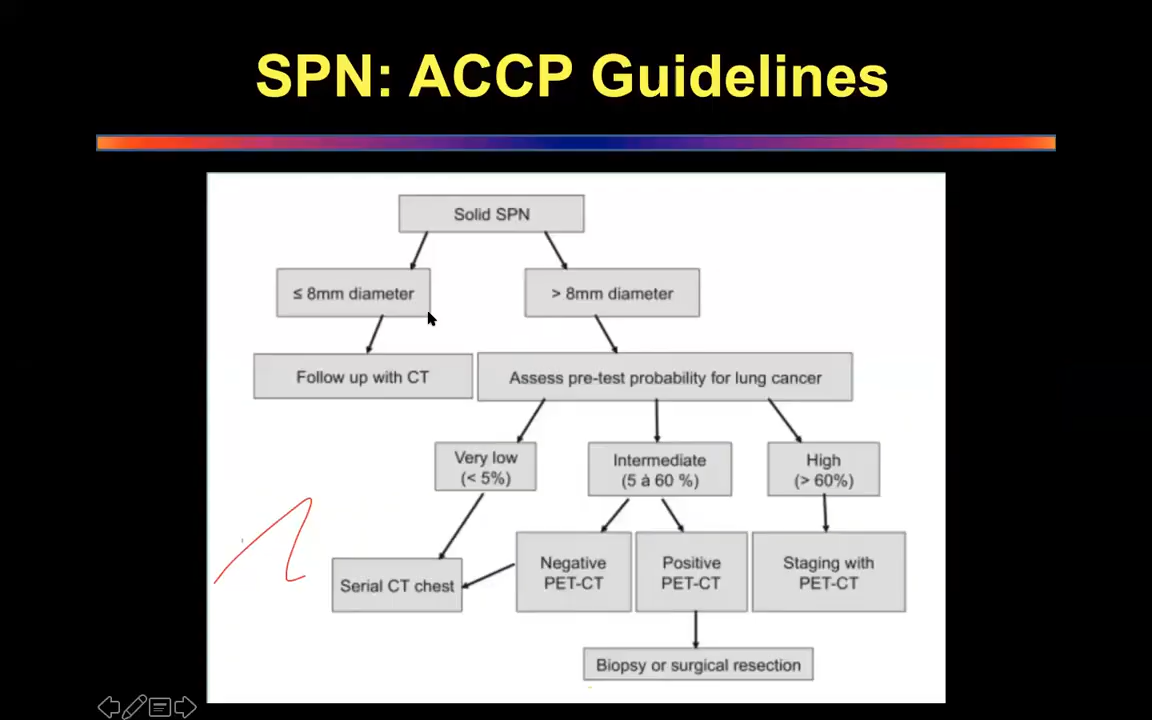 SPN: ACCP Guidelines
Solid SPN
≤ 8mm diameter
> 8mm diameter
Follow up with CT
Assess pre-test probability for lung cancer
Very low
(< 5%)
Intermediate
(5 à 60 %)
High
(> 60%)
Serial CT chest
Negative
PET-CT
Positive
PET-CT
Staging with
PET-CT
Biopsy or surgical resection